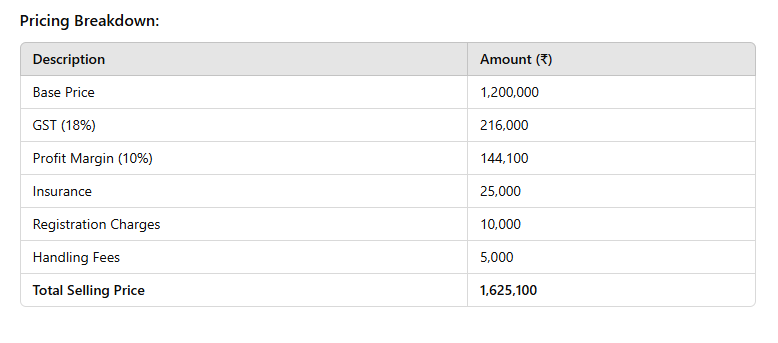 Pricing Breakdown:
Description Amount (₹)
Base Price 1,200,000
GST (18%) 216,000
Profit Margin (10%) 144,100
Insurance 25,000
Registration Charges 10,000
Handling Fees 5,000
Total Selling Price 1,625,100